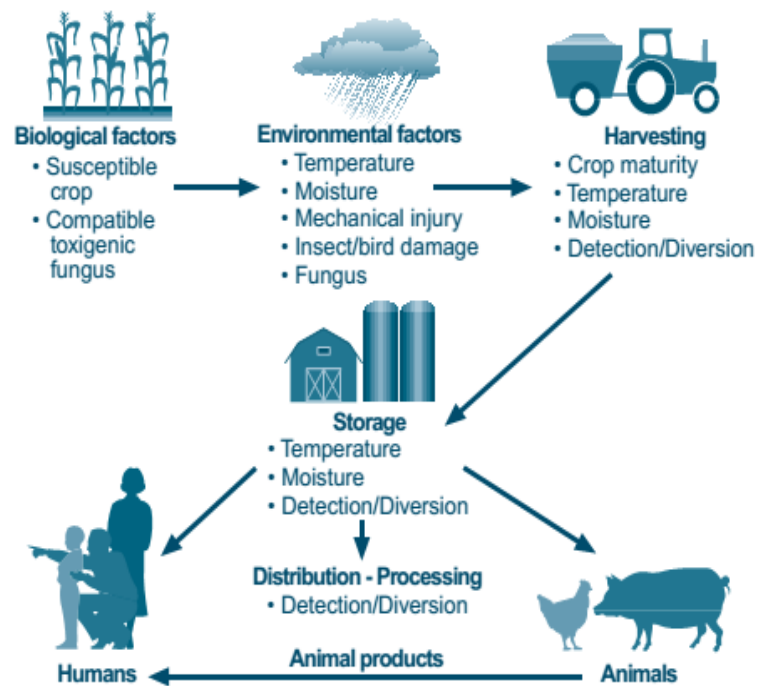 Biological factors
• Susceptible
crop
• Compatible
toxigenic
fungus
Environmental factors
• Temperature
• Moisture
• Mechanical injury
• Insect/bird damage
• Fungus
Harvesting
• Crop maturity
• Temperature
• Moisture
• Detection/Diversion
Storage
• Temperature
• Moisture
• Detection/Diversion
Distribution - Processing
• Detection/Diversion
Humans
Animal products
Animals